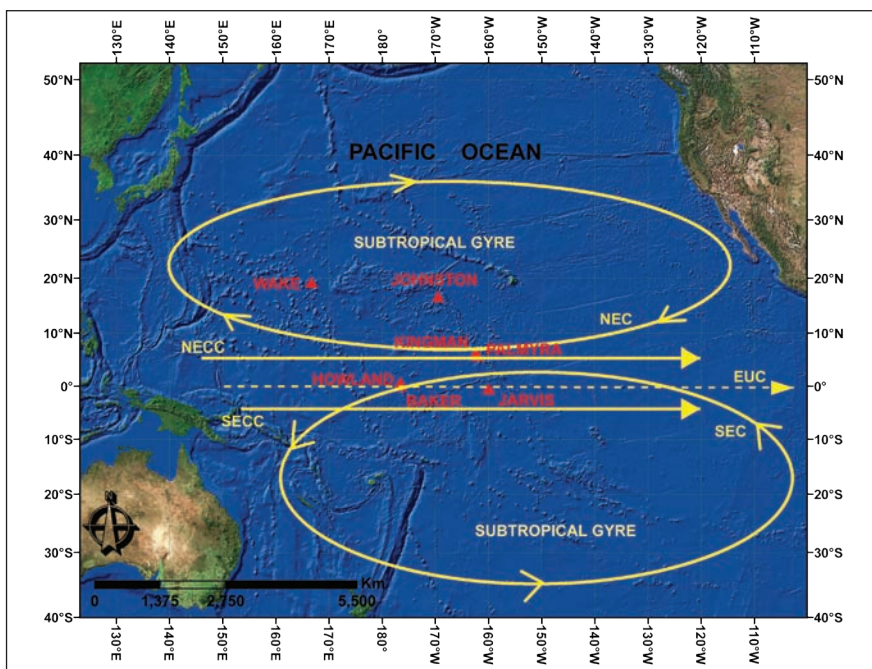 130°E 140°E 150°E 160°E 170°E 180° 170°W 160°W 150°W 140°W 130°W 120°W 110°W
50°N 50°N
PACIFIC OCEAN
40°N 40°N
30°N 30°N
SUBTROPICAL GYRE
20°N WAKE JOHNSTON 20°N
NEC
10°N 10°N
NECC KINGMAN PALMYRA
HOWLAND EUC
0° 0°
BAKER JARVIS
SECC SEC
10°S 10°S
20°S 20°S
SUBTROPICAL GYRE
30°S 30°S
Km
0 1,375 2,750 5,500
40°S 40°S
130°E 140°E 150°E 160°E 170°E 180° 170°W 160°W 150°W 140°W 130°W 120°W 110°W